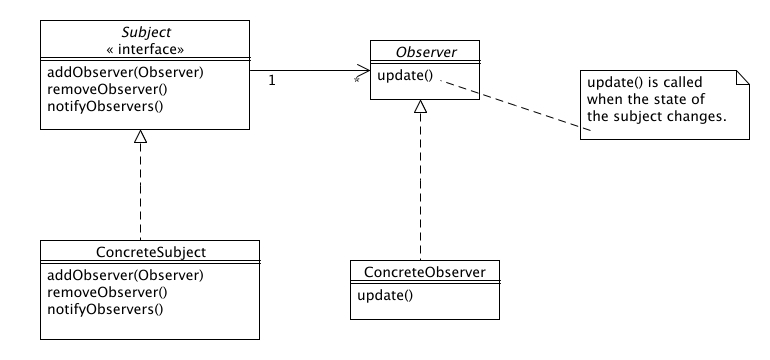 Subject
« interface»
addObserver(Observer)
removeObserver()
notifyObservers()
1
*
Observer
update()
update() is called
when the state of
the subject changes.
ConcreteSubject
addObserver(Observer)
removeObserver()
notifyObservers()
ConcreteObserver
update()